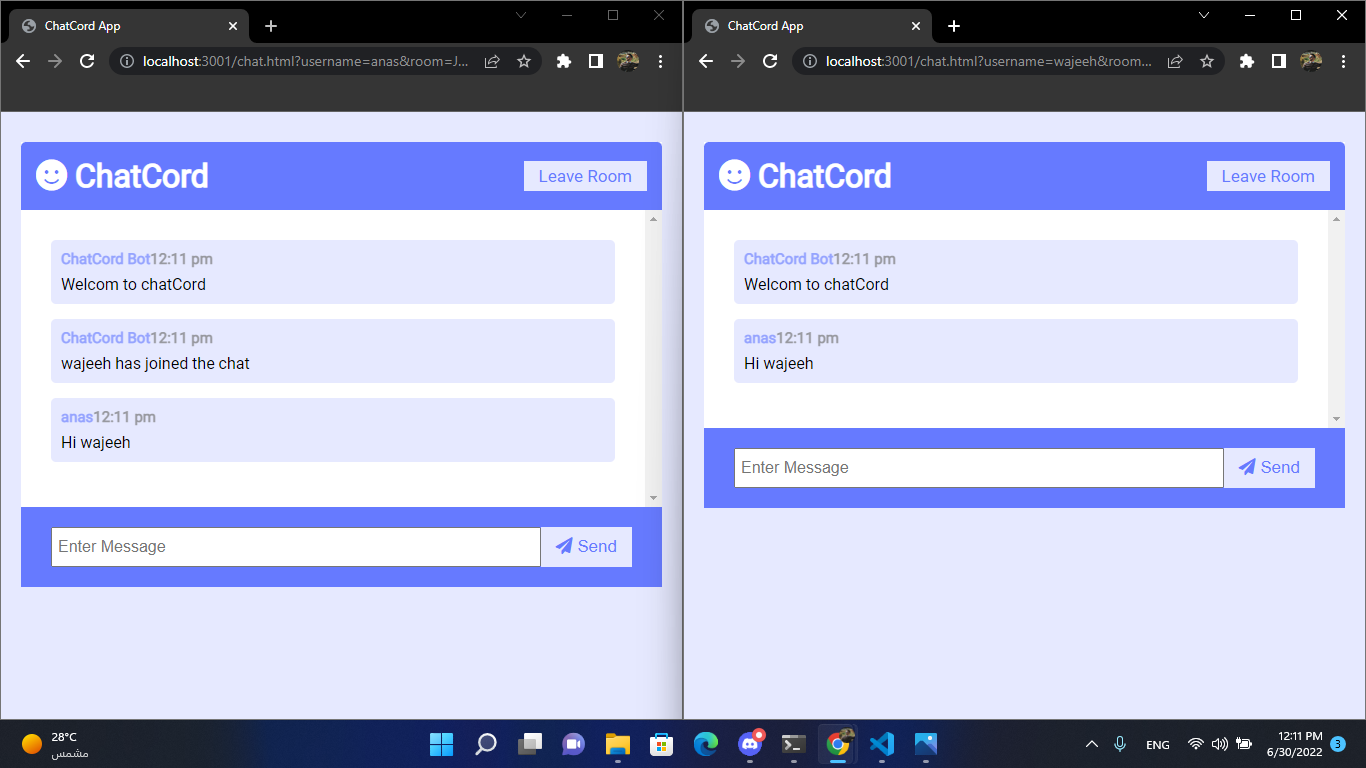 ChatCord App
localhost:3001/chat.html?username=anas&room=J...
ChatCord
Leave Room
ChatCord Bot12:11 pm
Welcom to chatCord
ChatCord Bot12:11 pm
wajeeh has joined the chat
anas12:11 pm
Hi wajeeh
Enter Message
Send
ChatCord App
localhost:3001/chat.html?username=wajeeh&room...
ChatCord
Leave Room
ChatCord Bot12:11 pm
Welcom to chatCord
anas12:11 pm
Hi wajeeh
Enter Message
Send
28°C
مشمس
ENG
12:11 PM
6/30/2022
3